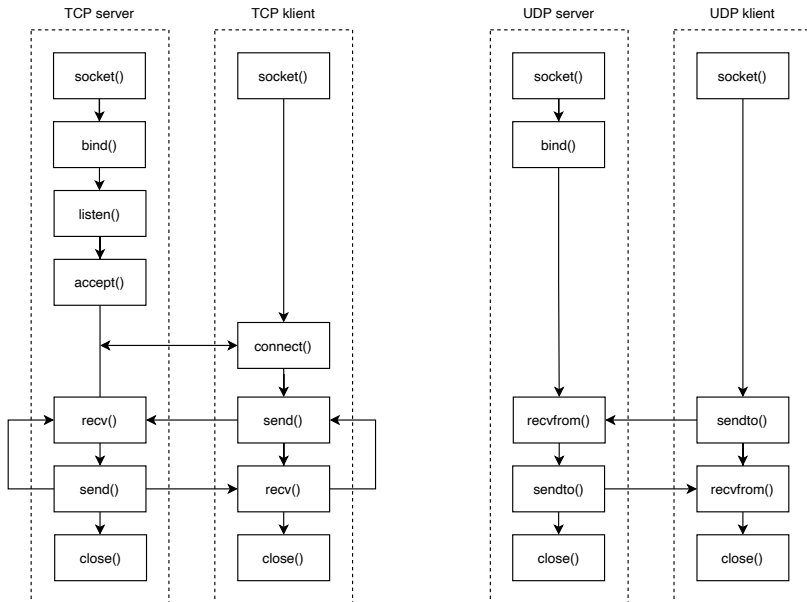 TCP server
socket()
bind()
listen()
accept()
recv()
send()
close()
TCP klient
socket()
connect()
send()
recv()
close()
UDP server
socket()
bind()
recvfrom()
sendto()
close()
UDP klient
socket()
sendto()
recvfrom()
close()